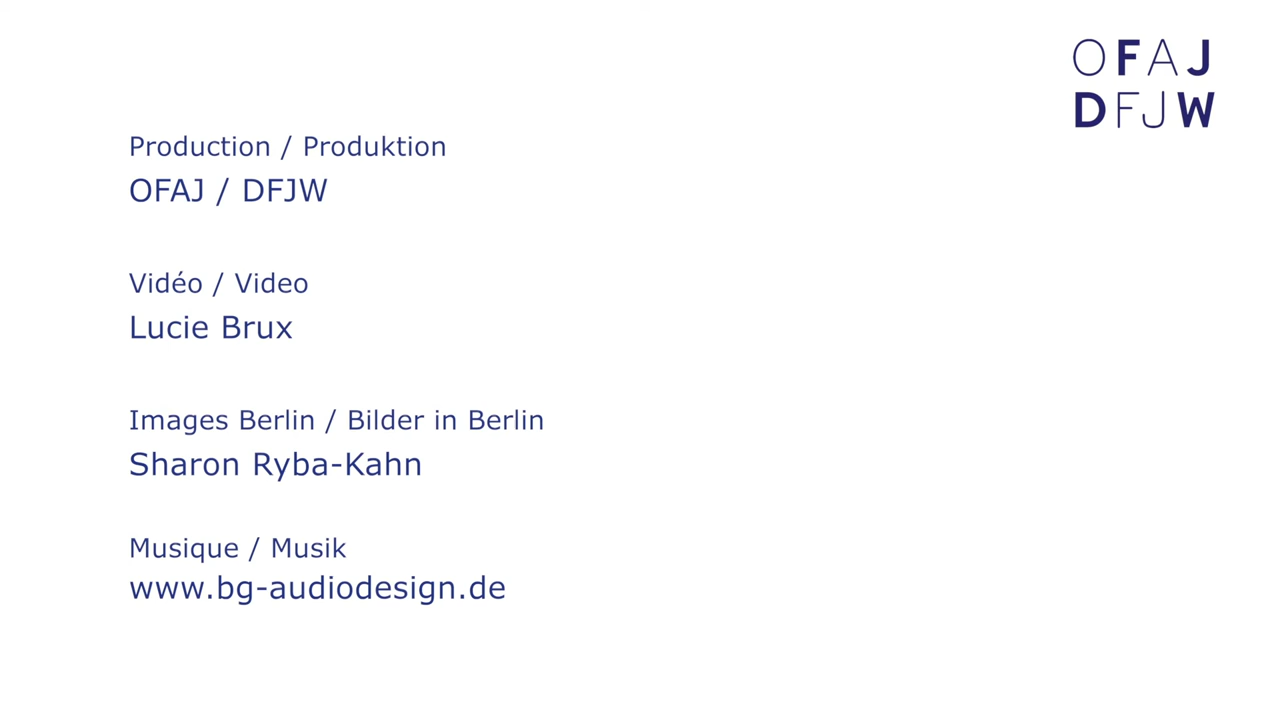 OFAJ
DFJW
Production / Produktion
OFAJ / DFJW
Vidéo / Video
Lucie Brux
Images Berlin / Bilder in Berlin
Sharon Ryba-Kahn
Musique / Musik
www.bg-audiodesign.de